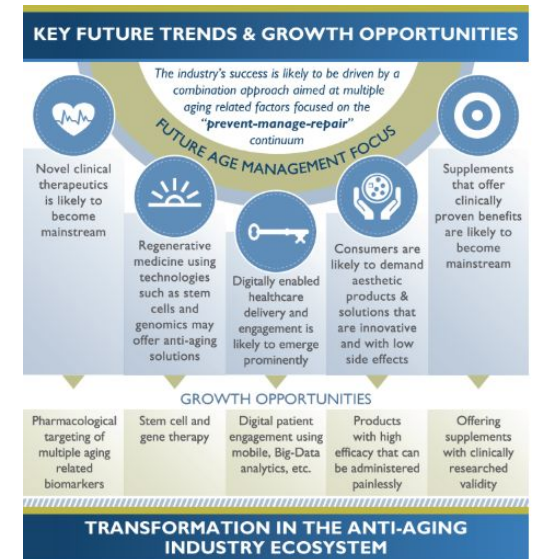 KEY FUTURE TRENDS & GROWTH OPPORTUNITIES
The industry's success is likely to be driven by a
combination approach aimed at multiple
aging related factors focused on the
“prevent-manage-repair”
continuum
FUTURE AGE MANAGEMENT FOCUS
Novel clinical
therapeutics
is likely to
become
mainstream
Regenerative
medicine using
technologies
such as stem
cells and
genomics may
offer anti-aging
solutions
Digitally enabled
healthcare
delivery and
engagement is
likely to emerge
prominently
Consumers are
likely to demand
aesthetic
products &
solutions that
are innovative
and with low
side effects
Supplements
that offer
clinically
proven benefits
are likely to
become
mainstream
GROWTH OPPORTUNITIES
Pharmacological
targeting of
multiple aging
related
biomarkers
Stem cell and
gene therapy
Digital patient
engagement using
mobile, Big-Data
analytics, etc.
Products
with high
efficacy that can
be administered
painlessly
Offering
supplements
with clinically
researched
validity
TRANSFORMATION IN THE ANTI-AGING
INDUSTRY ECOSYSTEM